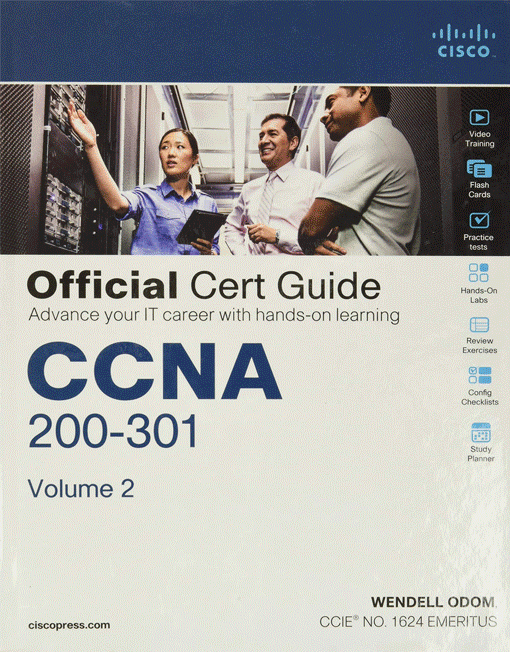 CISCO
Video
Training
Flash
Cards
Practice
tests
Official Cert Guide
Advance your IT career with hands-on learning
CCNA
200-301
Volume 2
Hands-On
Labs
Review
Exercises
Config
Checklists
Study
Planner
WENDELL ODOM,
CCIE® NO. 1624 EMERITUS
ciscopress.com